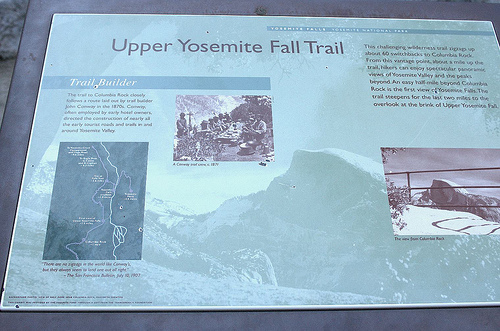 YOSEMITE FALLS YOSEMITE NATIONAL PARK
Upper Yosemite Fall Trail
This challenging wilderness trail zigzags up
about 60 switchbacks to Columbia Rock.
From this vantage point, about a mile up the
trail, hikers can enjoy spectacular panoramic
views of Yosemite Valley and the peaks
beyond. An easy half-mile beyond Columbia
Rock is the first view of Yosemite Falls. The
trail steepens for the last two miles to the
overlook at the brink of Upper Yosemite Fall.
Trail Builder
The trail to Columbia Rock closely
follows a route laid out by trail builder
John Conway in the 1870s. Conway,
often employed by early hotel owners,
directed the construction of nearly all
the early tourist roads and trails in and
around Yosemite Valley.
A Conway trail crew, c. 1871
The view from Columbia Rock
"There are no zigzags in the world like Conway's,
but they always seem to land one all of right."
The San Francisco Bulletin, July 10, 1907